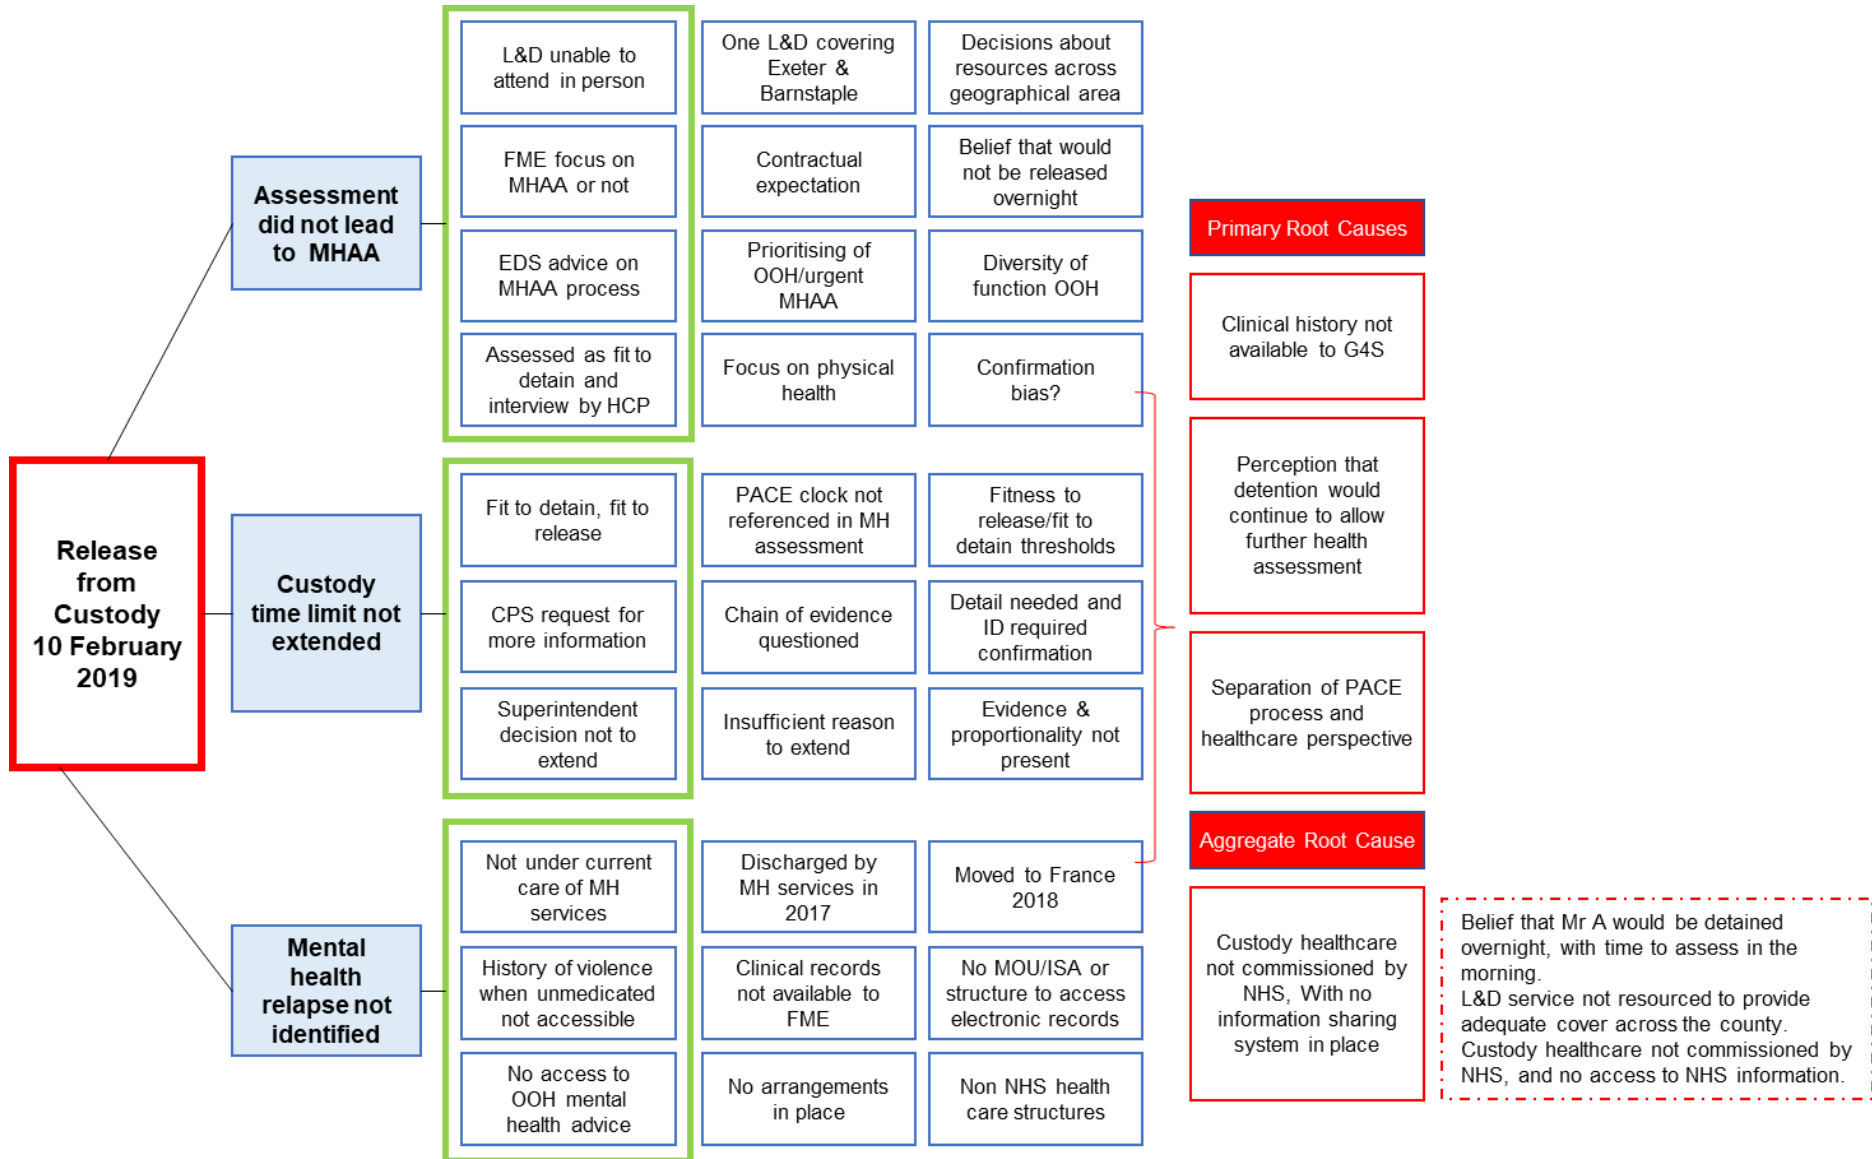 Release
from
Custody
10 February
2019
Assessment
did not lead
to MHAA
L&D unable to
attend in person
One L&D covering
Exeter &
Barnstaple
Decisions about
resources across
geographical area
FME focus on
MHAA or not
Contractual
expectation
Belief that would
not be released
overnight
EDS advice on
MHAA process
Prioritising of
OOH/urgent
MHAA
Diversity of
function OOH
Assessed as fit to
detain and
interview by HCP
Focus on physical
health
Confirmation
bias?
Custody
time limit not
extended
Fit to detain, fit to
release
PACE clock not
referenced in MH
assessment
Fitness to
release/fit to
detain thresholds
CPS request for
more information
Chain of evidence
questioned
Detail needed and
ID required
confirmation
Superintendent
decision not to
extend
Insufficient reason
to extend
Evidence &
proportionality not
present
Mental
health
relapse not
identified
Not under current
care of MH
services
Discharged by
MH services in
2017
Moved to France
2018
History of violence
when unmedicated
not accessible
Clinical records
not available to
FME
No MOU/ISA or
structure to access
electronic records
No access to
OOH mental
health advice
No arrangements
in place
Non NHS health
care structures
Primary Root Causes
Clinical history not
available to G4S
Perception that
detention would
continue to allow
further health
assessment
Separation of PACE
process and
healthcare perspective
Aggregate Root Cause
Custody healthcare
not commissioned by
NHS, With no
information sharing
system in place
Belief that Mr A would be detained
overnight, with time to assess in the
morning.
L&D service not resourced to provide
adequate cover across the county.
Custody healthcare not commissioned by
NHS, and no access to NHS information.